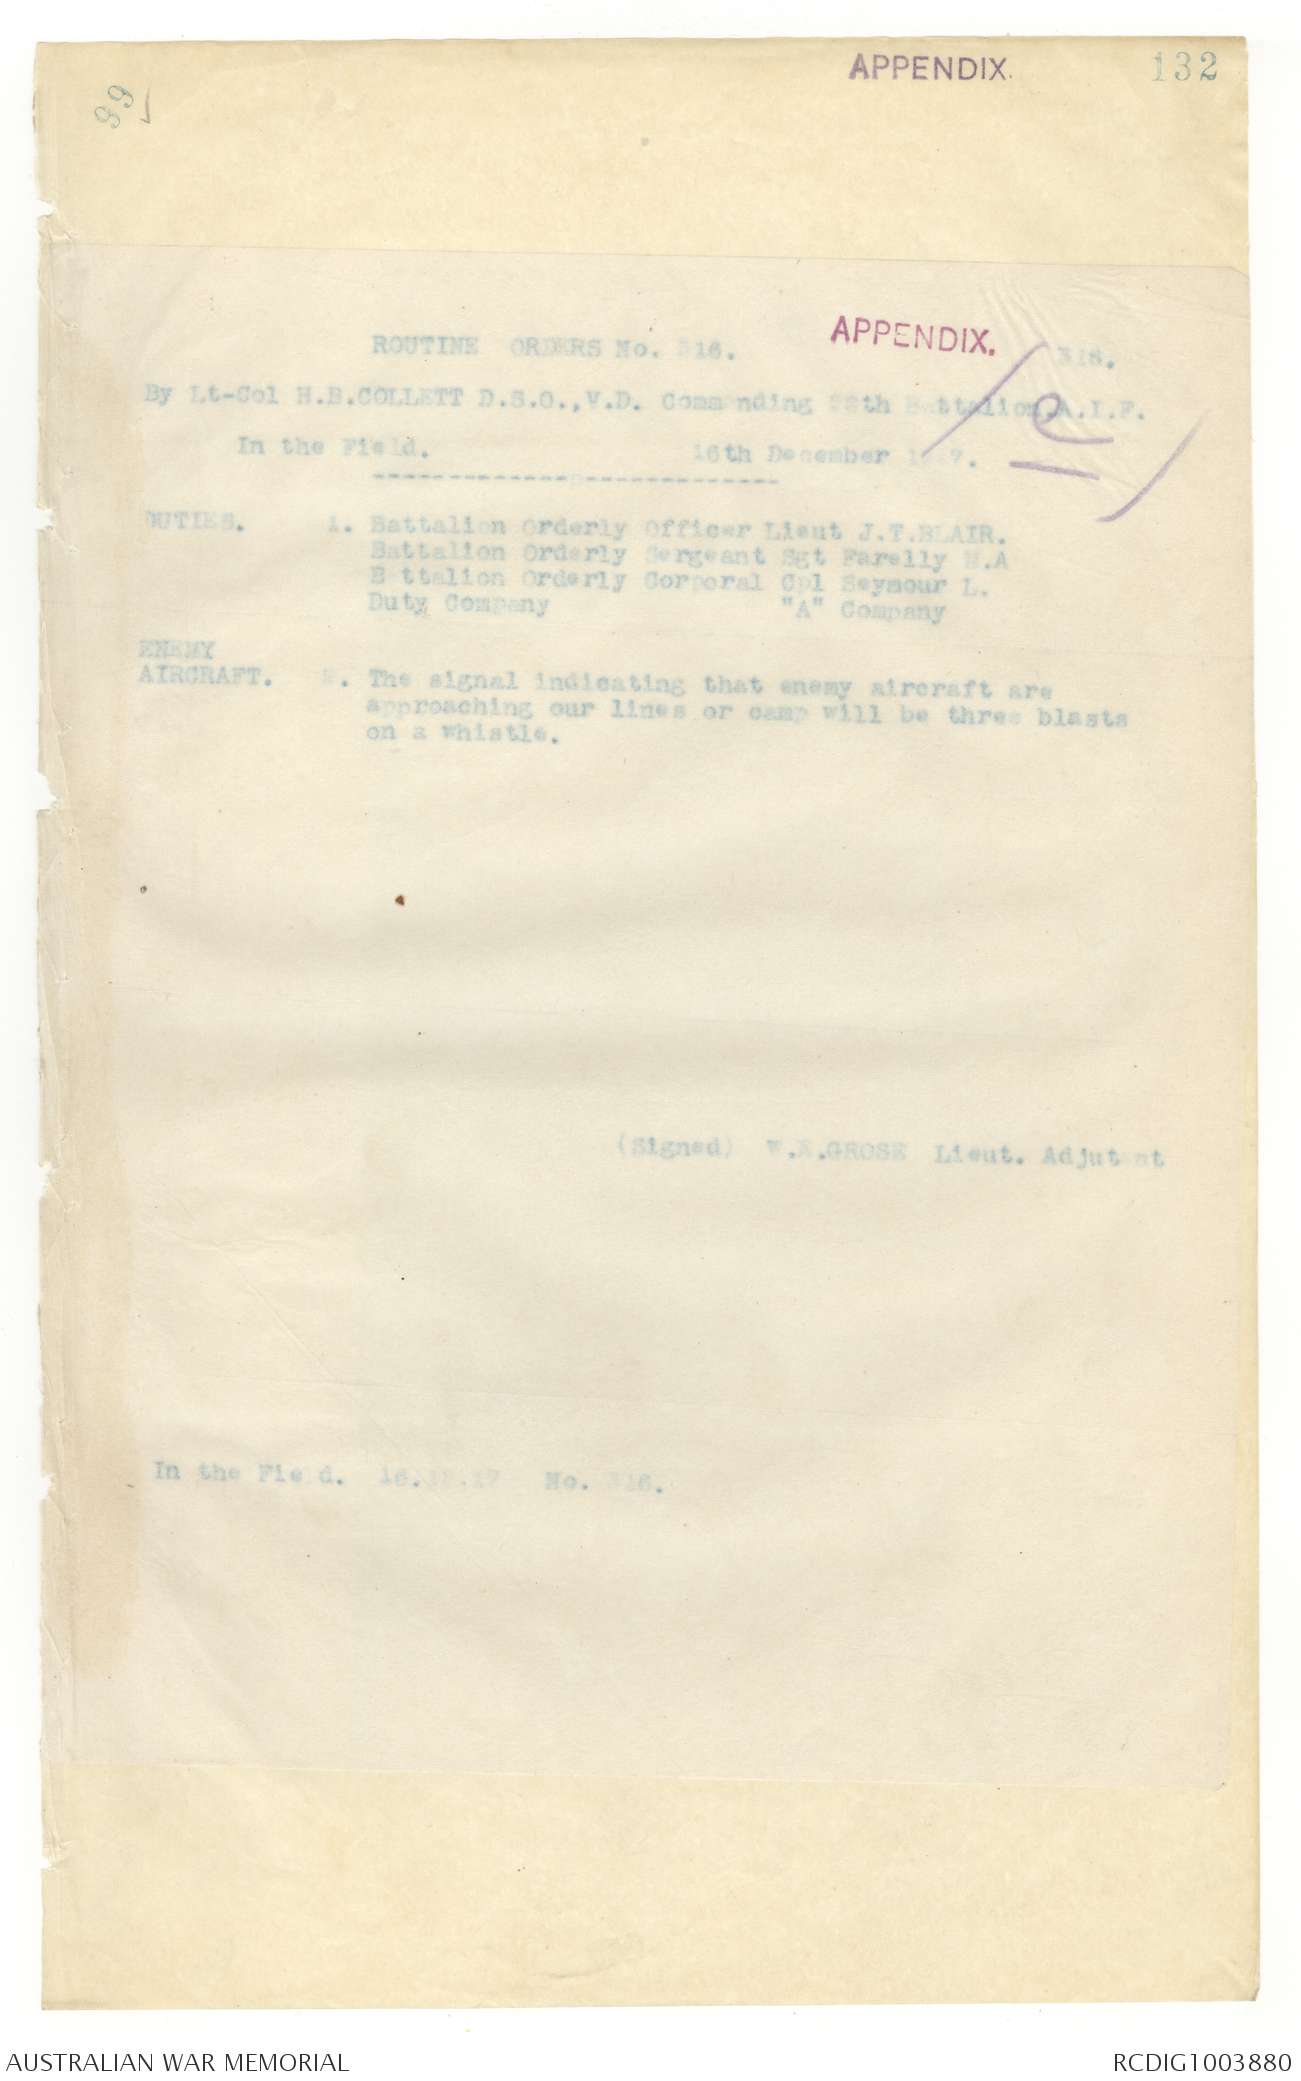 APPENDIX. 132
99
ROUTINE ORDERS No. 316. APPENDIX. 316.
(e)
By Lt-Col H.B.COLLETT D.S.O.,V.D. Commanding 28th Battalion,A.I.F.
In the Field. 16th December 1917.
DUTIES. 1. Battalion Orderly Officer Lieut J.T.BLAIR.
Battalion Orderly Sergeant Sgt Farelly H.A
Battalion Orderly Corporal Cpl Seymour L.
Duty Company "A" Company
ENEMY
AIRCRAFT. 2. The signal indicating that enemy aircraft are
approaching our lines or camp will be three blasts
on a whistle.
(Signed) GROSE Lieut. Adjutant
In the Field. 16.12.17 No. 316.
AUSTRALIAN WAR MEMORIAL RCDIG1003880